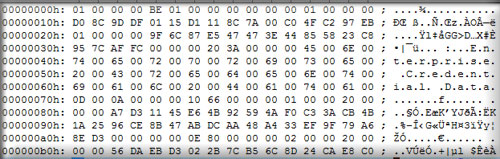 00000000h: 01 00 00 00 BE 01 00 00 00 00 00 00 01 00 00 00 ; ....¾...........
00000010h: D0 8C 9D DF 01 15 D1 11 8C 7A 00 C0 4F C2 97 EB ; ÐŒ ß..Ñ.Œz.ÀOÂ—ë
00000020h: 01 00 00 00 9F 6C 87 E5 47 47 3E 44 85 58 23 C8 ; ....Ÿl‡åGG>D…X#È
00000030h: 95 7C AF FC 00 00 00 20 3A 00 00 00 45 00 6E 00 ; •|¯ü... :...E.n.
00000040h: 74 00 65 00 72 00 70 00 72 00 69 00 73 00 65 00 ; t.e.r.p.r.i.s.e.
00000050h: 20 00 43 00 72 00 65 00 64 00 65 00 6E 00 74 00 ; .C.r.e.d.e.n.t.
00000060h: 69 00 61 00 6C 00 20 00 44 00 61 00 74 00 61 00 ; i.a.l. .D.a.t.a.
00000070h: 0D 00 0A 00 00 00 10 66 00 00 00 01 00 00 20 00 ; .......f...... .
00000080h: 00 00 A7 D3 11 45 E6 4B 92 59 4A F0 C3 3A CB 4B ; ..§Ó.EæK’YJðÃ:ËK
00000090h: 1A 25 96 CE 8B 47 AB DC AA 48 A4 33 EF 9F 79 A6 ; .%–Î‹G«ÜªH¤3ïŸy¦
000000a0h: 8E D3 00 00 00 00 0E 80 00 00 00 02 00 00 20 00 ; ŽÓ.....€...... .
000000b0h: 00 00 56 DA EB D3 02 2B 7C B5 6C 8D 31 8A C8 C0 ; ..VÚëÓ.+|µl 1ŠÈÀ